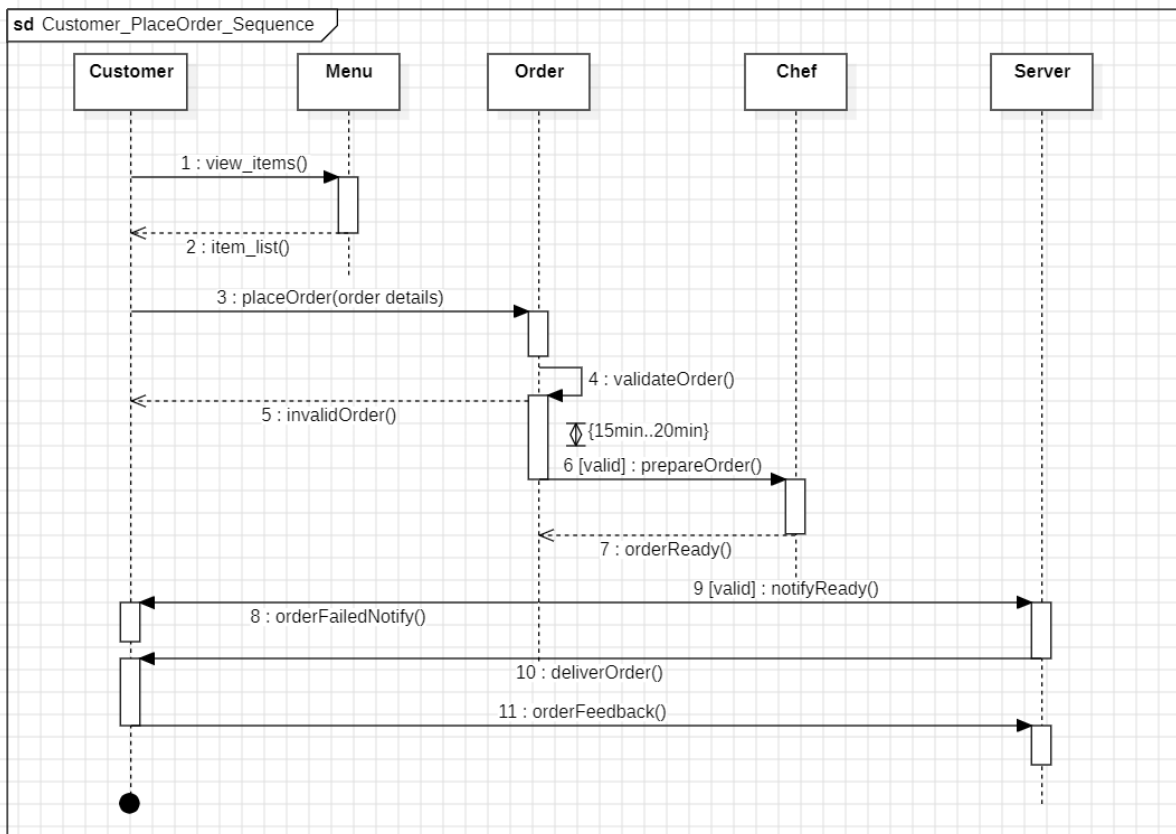 sd Customer_PlaceOrder_Sequence
Customer
Menu
Order
Chef
Server
1 : view_items()
2 : item_list()
3 : placeOrder(order details)
4 : validateOrder()
5 : invalidOrder()
{15min..20min}
6 [valid] : prepareOrder()
7 : orderReady()
9 [valid] : notifyReady()
8 : orderFailedNotify()
10 : deliverOrder()
11 : orderFeedback()